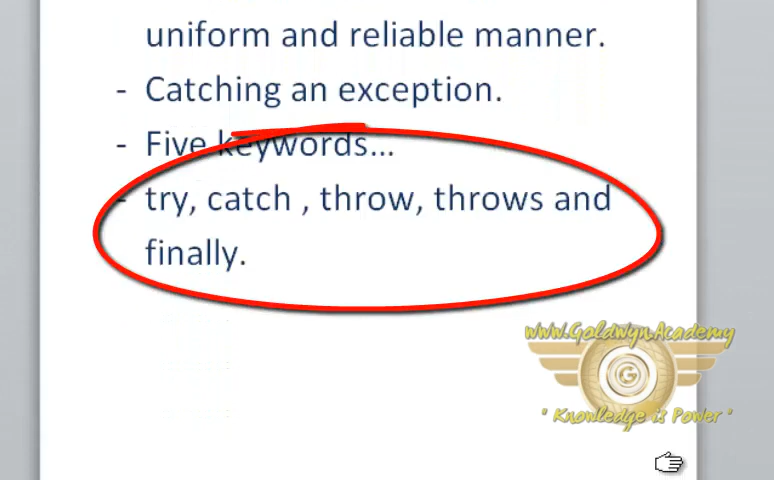 uniform and reliable manner.
- Catching an exception.
- Five keywords...
- try, catch , throw, throws and
finally.
www.GoldwynAcademy
G
" Knowledge is Power "